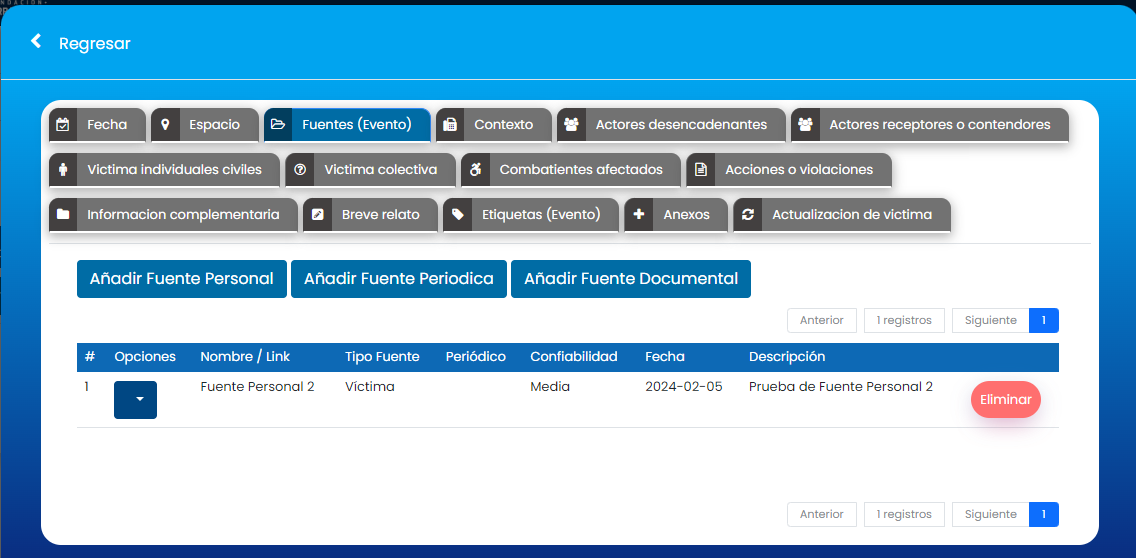 Regresar
Fecha Espacio Fuentes (Evento) Contexto Actores desencadenantes Actores receptores o contendores
Victima individuales civiles Victima colectiva Combatientes afectados Acciones o violaciones
Informacion complementaria Breve relato Etiquetas (Evento) Anexos Actualizacion de victima
Añadir Fuente Personal Añadir Fuente Periodica Añadir Fuente Documental
Anterior 1 registros Siguiente 1
# Opciones Nombre / Link Tipo Fuente Periódico Confiabilidad Fecha Descripción
1 Fuente Personal 2 Víctima Media 2024-02-05 Prueba de Fuente Personal 2
Eliminar
Anterior 1 registros Siguiente 1